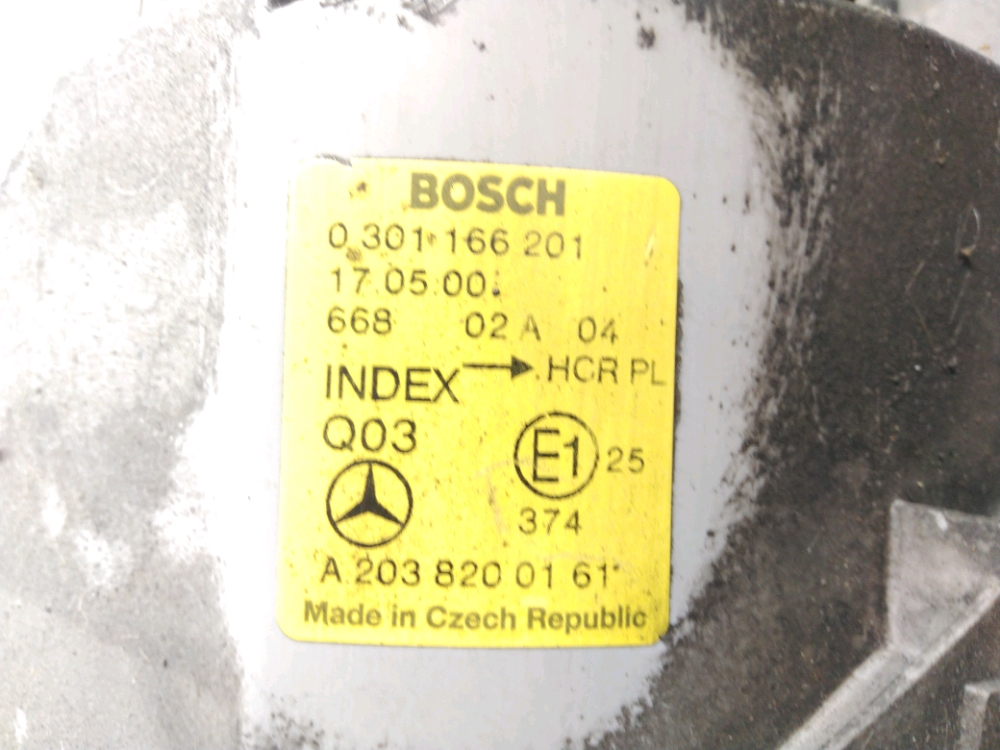 BOSCH
0 301 166 201
17.05.00
668 02 A 04
INDEX → HCR PL
Q03
E1 25
374
A 203 820 01 61
Made in Czech Republic